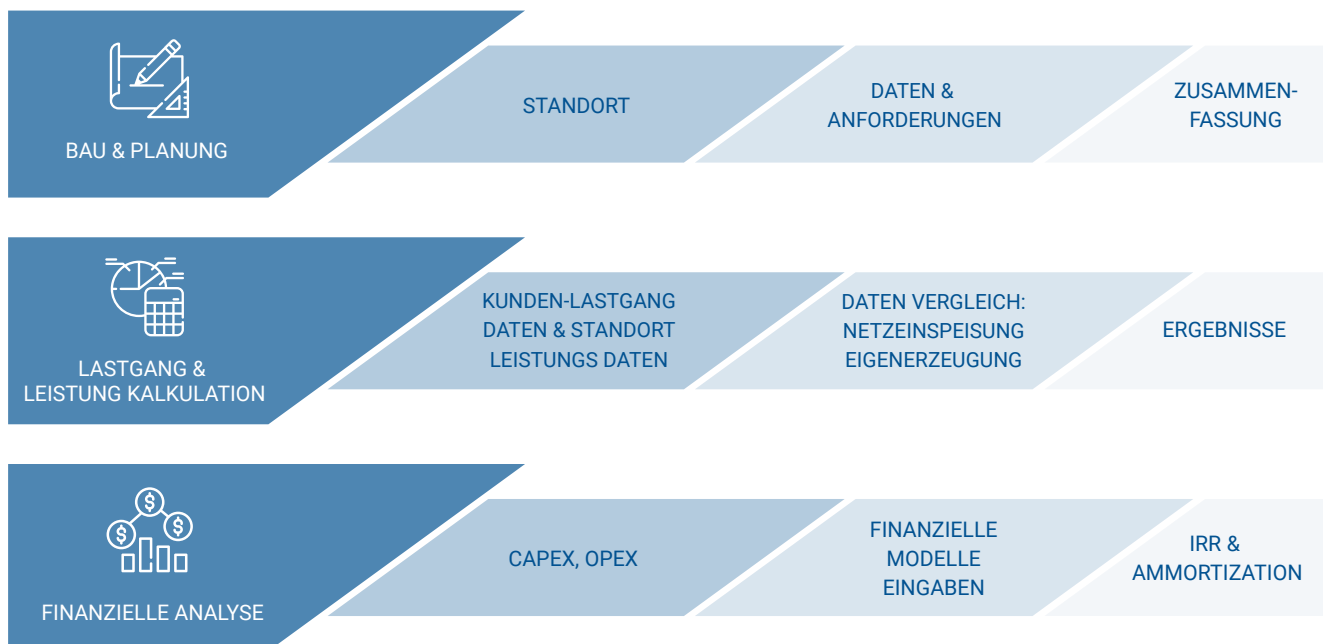 BAU & PLANUNG
STANDORT
DATEN &
ANFORDERUNGEN
ZUSAMMEN-
FASSUNG
LASTGANG &
LEISTUNG KALKULATION
KUNDEN-LASTGANG
DATEN & STANDORT
LEISTUNGS DATEN
DATEN VERGLEICH:
NETZEINSPEISUNG
EIGENERZEUGUNG
ERGEBNISSE
FINANZIELLE ANALYSE
CAPEX, OPEX
FINANZIELLE
MODELLE
EINGABEN
IRR &
AMMORTIZATION